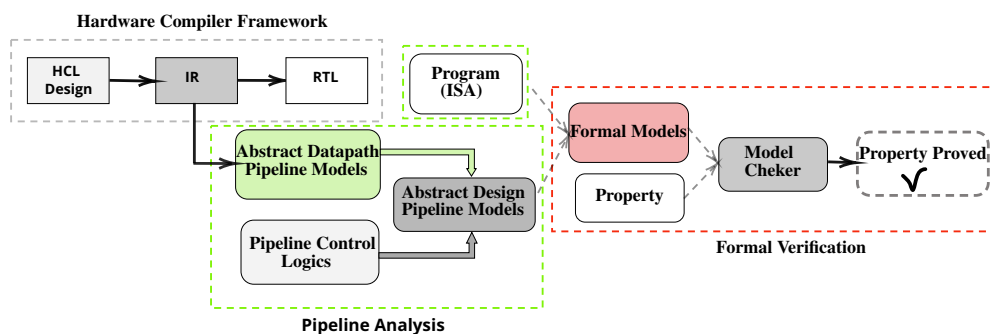 Hardware Compiler Framework
HCL
Design
IR
RTL
Program
(ISA)
Abstract Datapath
Pipeline Models
Abstract Design
Pipeline Models
Pipeline Control
Logics
Pipeline Analysis
Formal Models
Property
Model
Cheker
Property Proved
Formal Verification